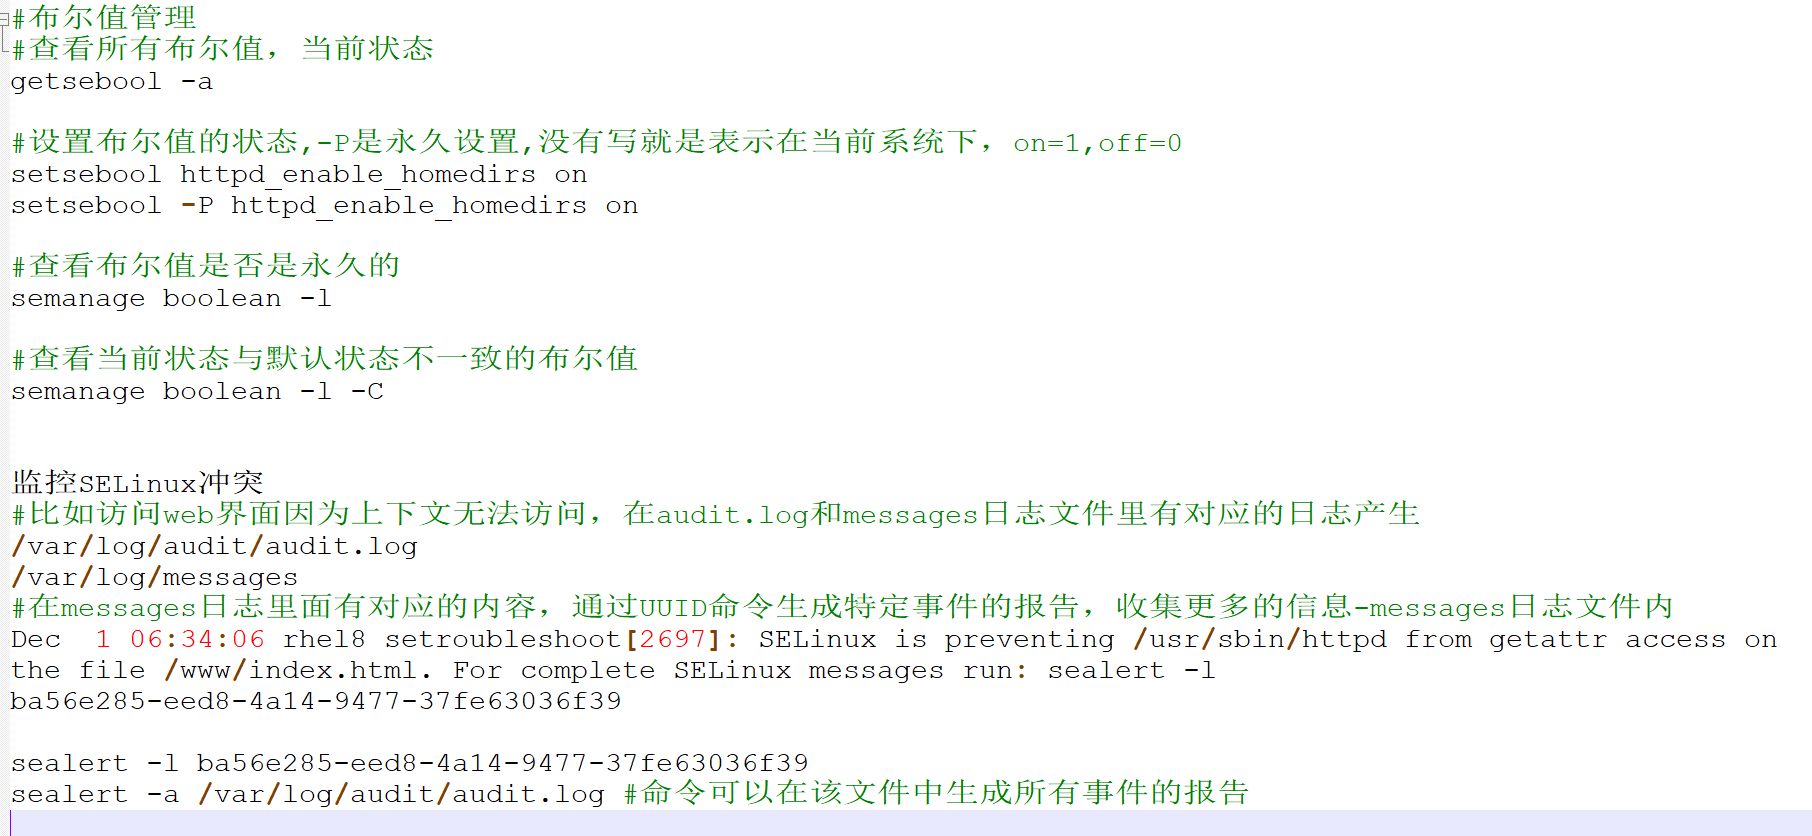 #布尔值管理
#查看所有布尔值，当前状态
getsebool -a
#设置布尔值的状态,-P是永久设置,没有写就是表示在当前系统下，on=1,off=0
setsebool httpd_enable_homedirs on
setsebool -P httpd_enable_homedirs on
#查看布尔值是否是永久的
semanage boolean -l
#查看当前状态与默认状态不一致的布尔值
semanage boolean -l -C
监控SELinux冲突
#比如访问web界面因为上下文无法访问，在audit.log和messages日志文件里有对应的日志产生
/var/log/audit/audit.log
/var/log/messages
#在messages日志里面有对应的内容，通过UUID命令生成特定事件的报告，收集更多的信息-messages日志文件内
Dec  1 06:34:06 rhel8 setroubleshoot[2697]: SELinux is preventing /usr/sbin/httpd from getattr access on
the file /www/index.html. For complete SELinux messages run: sealert -l
ba56e285-eed8-4a14-9477-37fe63036f39
sealert -l ba56e285-eed8-4a14-9477-37fe63036f39
sealert -a /var/log/audit/audit.log #命令可以在该文件中生成所有事件的报告